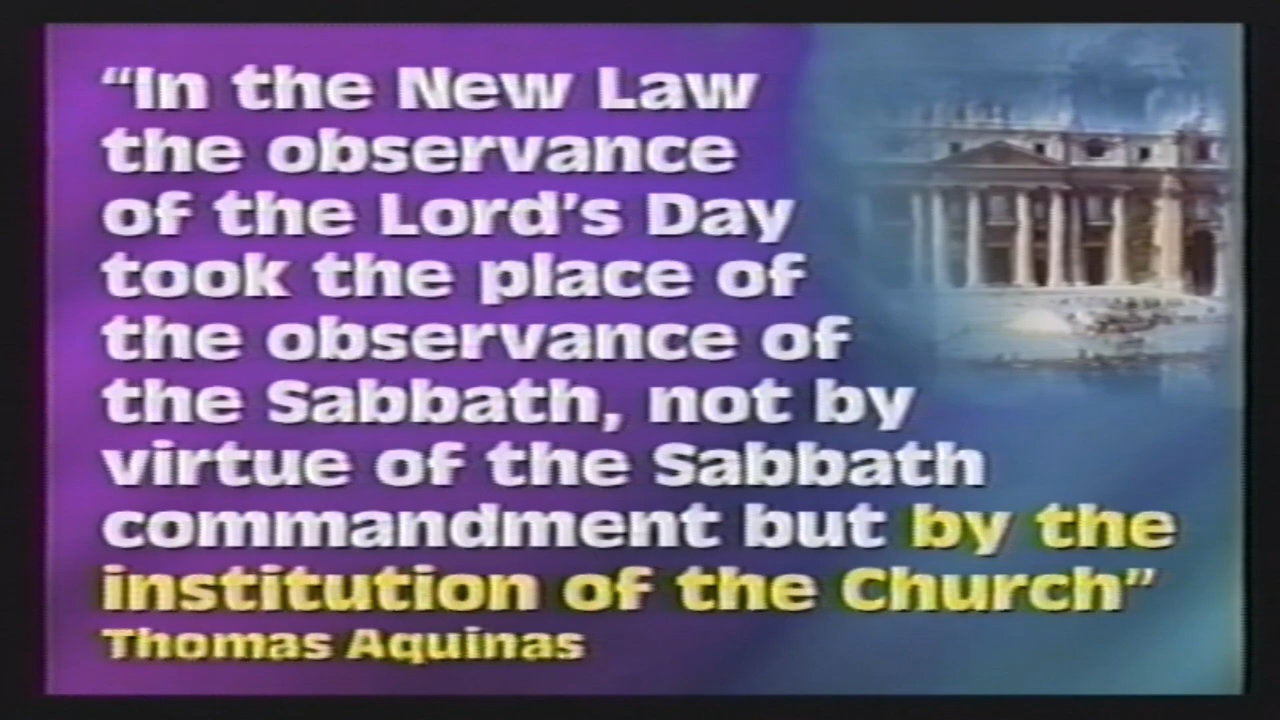 “In the New Law
the observance
of the Lord’s Day
took the place of
the observance of
the Sabbath, not by
virtue of the Sabbath
commandment but by the
institution of the Church”
Thomas Aquinas